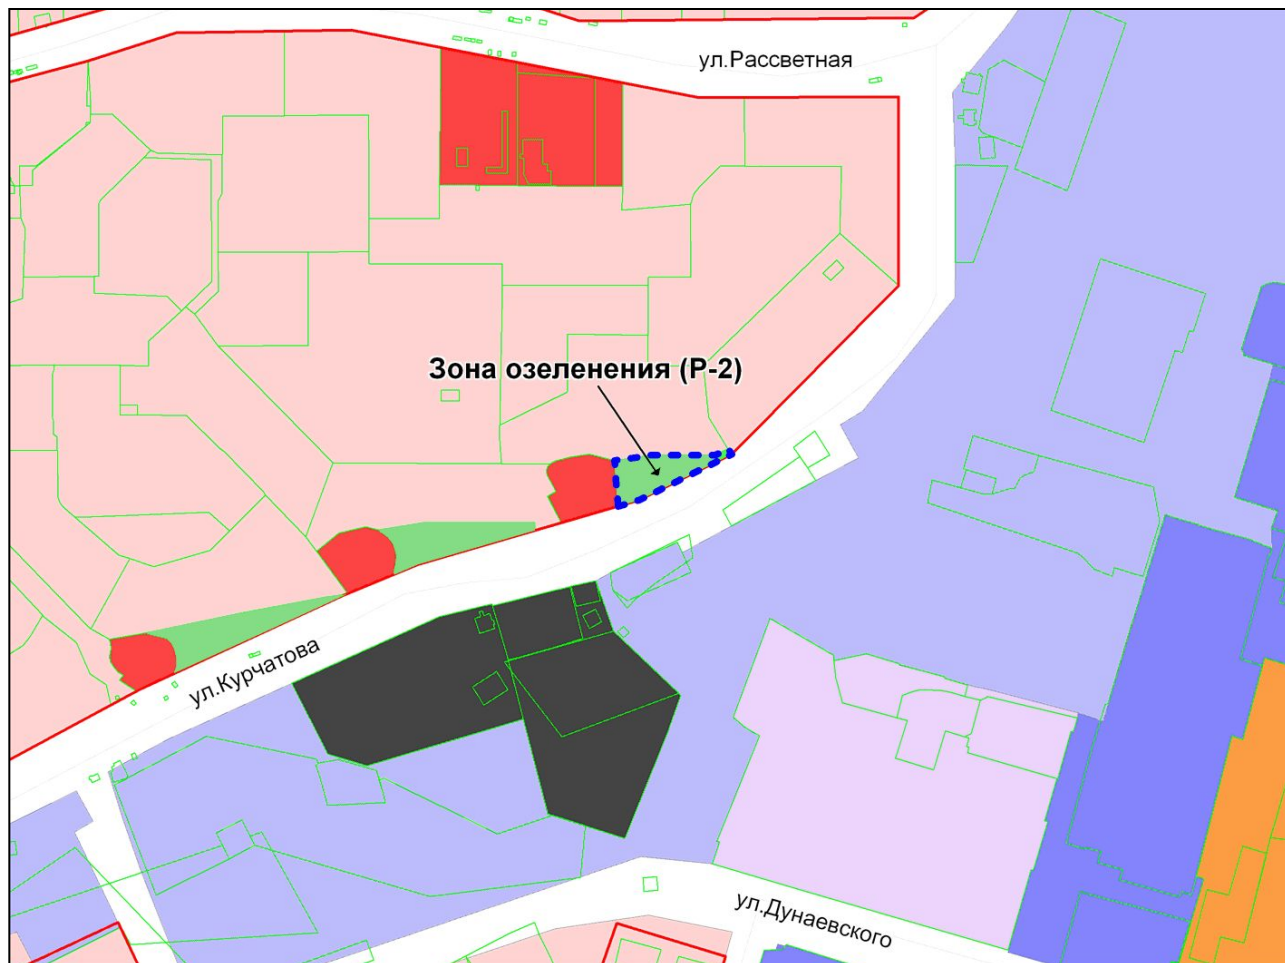 ул.Рассветная
Зона озеленения (Р-2)
ул.Курчатова
ул.Дунаевского